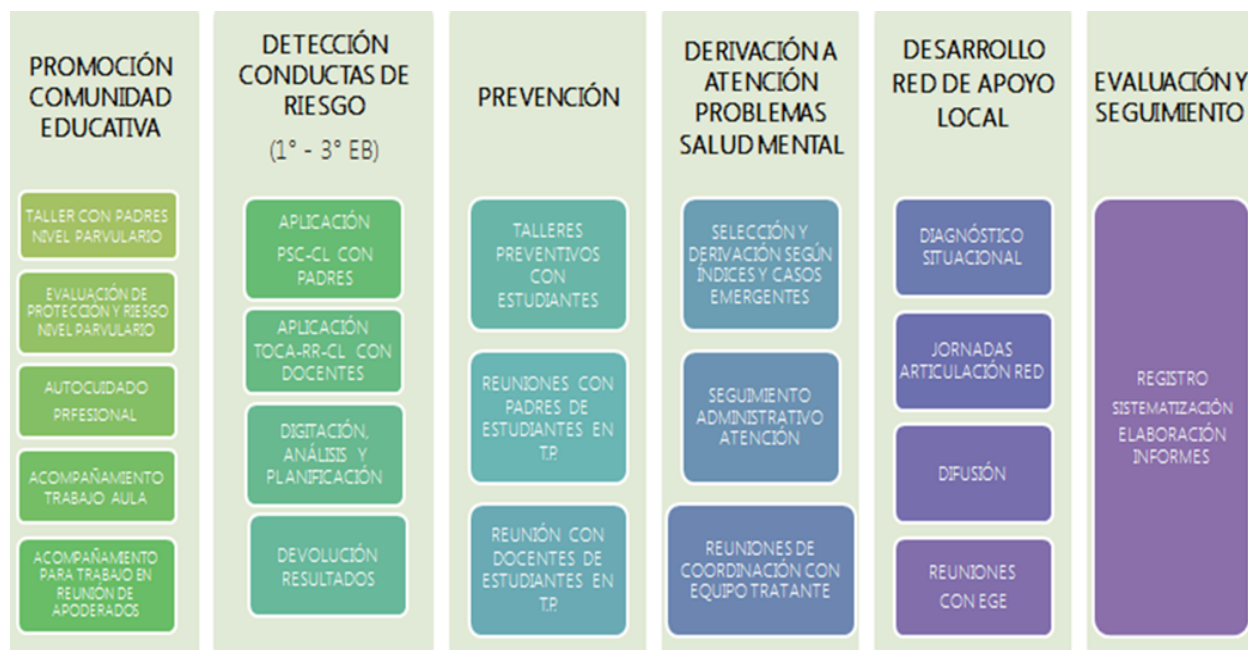 PROMOCIÓN
COMUNIDAD
EDUCATIVA
TALLER CON PADRES
NIVEL PARVULARIO
EVALUACIÓN DE
PROTECCIÓN Y RIESGO
NIVEL PARVULARIO
AUTOCUIDADO
PRFESIONAL
ACOMPAÑAMIENTO
TRABAJO AULA
ACOMPAÑAMIENTO
PARA TRABAJO EN
REUNIÓN DE
APODERADOS
DETECCIÓN
CONDUCTAS DE
RIESGO
(1° - 3° EB)
APLICACIÓN
PSC-CL CON
PADRES
APLICACIÓN
TOCA-RR-CL CON
DOCENTES
DIGITACIÓN,
ANÁLISIS Y
PLANIFICACIÓN
DEVOLUCIÓN
RESULTADOS
PREVENCIÓN
TALLERES
PREVENTIVOS
CON
ESTUDIANTES
REUNIONES CON
PADRES DE
ESTUDIANTES EN
T.P.
REUNIÓN CON
DOCENTES DE
ESTUDIANTES EN
T.P.
DERIVACIÓN A
ATENCIÓN
PROBLEMAS
SALUD MENTAL
SELECCIÓN Y
DERIVACIÓN SEGÚN
ÍNDICES Y CASOS
EMERGENTES
SEGUIMIENTO
ADMINISTRATIVO
ATENCIÓN
REUNIONES DE
COORDINACIÓN CON
EQUIPO TRATANTE
DESARROLLO
RED DE APOYO
LOCAL
DIAGNÓSTICO
SITUACIONAL
JORNADAS
ARTICULACIÓN RED
DIFUSIÓN
REUNIONES
CON EGE
EVALUACIÓN Y
SEGUIMIENTO
REGISTRO
SISTEMATIZACIÓN
ELABORACIÓN
INFORMES